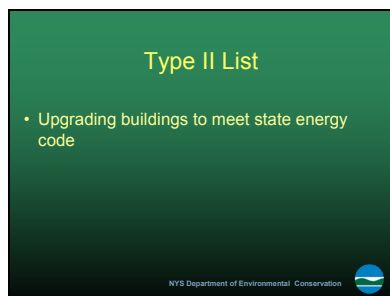 Type II List
• Upgrading buildings to meet state energy
code
NYS Department of Environmental Conservation